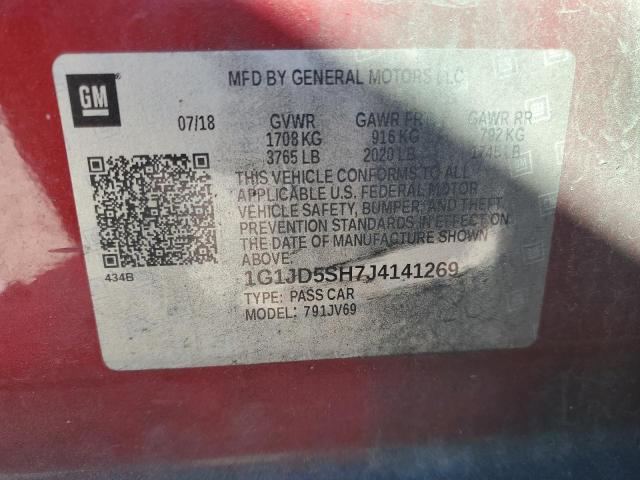 GM
MFD BY GENERAL MOTORS LLC
07/18 GVWR GAWR FRT GAWR RR
1708 KG 916 KG 792 KG
3765 LB 2020 LB 1746 LB
THIS VEHICLE CONFORMS TO ALL
APPLICABLE U.S. FEDERAL MOTOR
VEHICLE SAFETY, BUMPER, AND THEFT
PREVENTION STANDARDS IN EFFECT ON
THE DATE OF MANUFACTURE SHOWN
ABOVE:
434B
1G1JD5SH7J4141269
TYPE: PASS CAR
MODEL: 791JV69